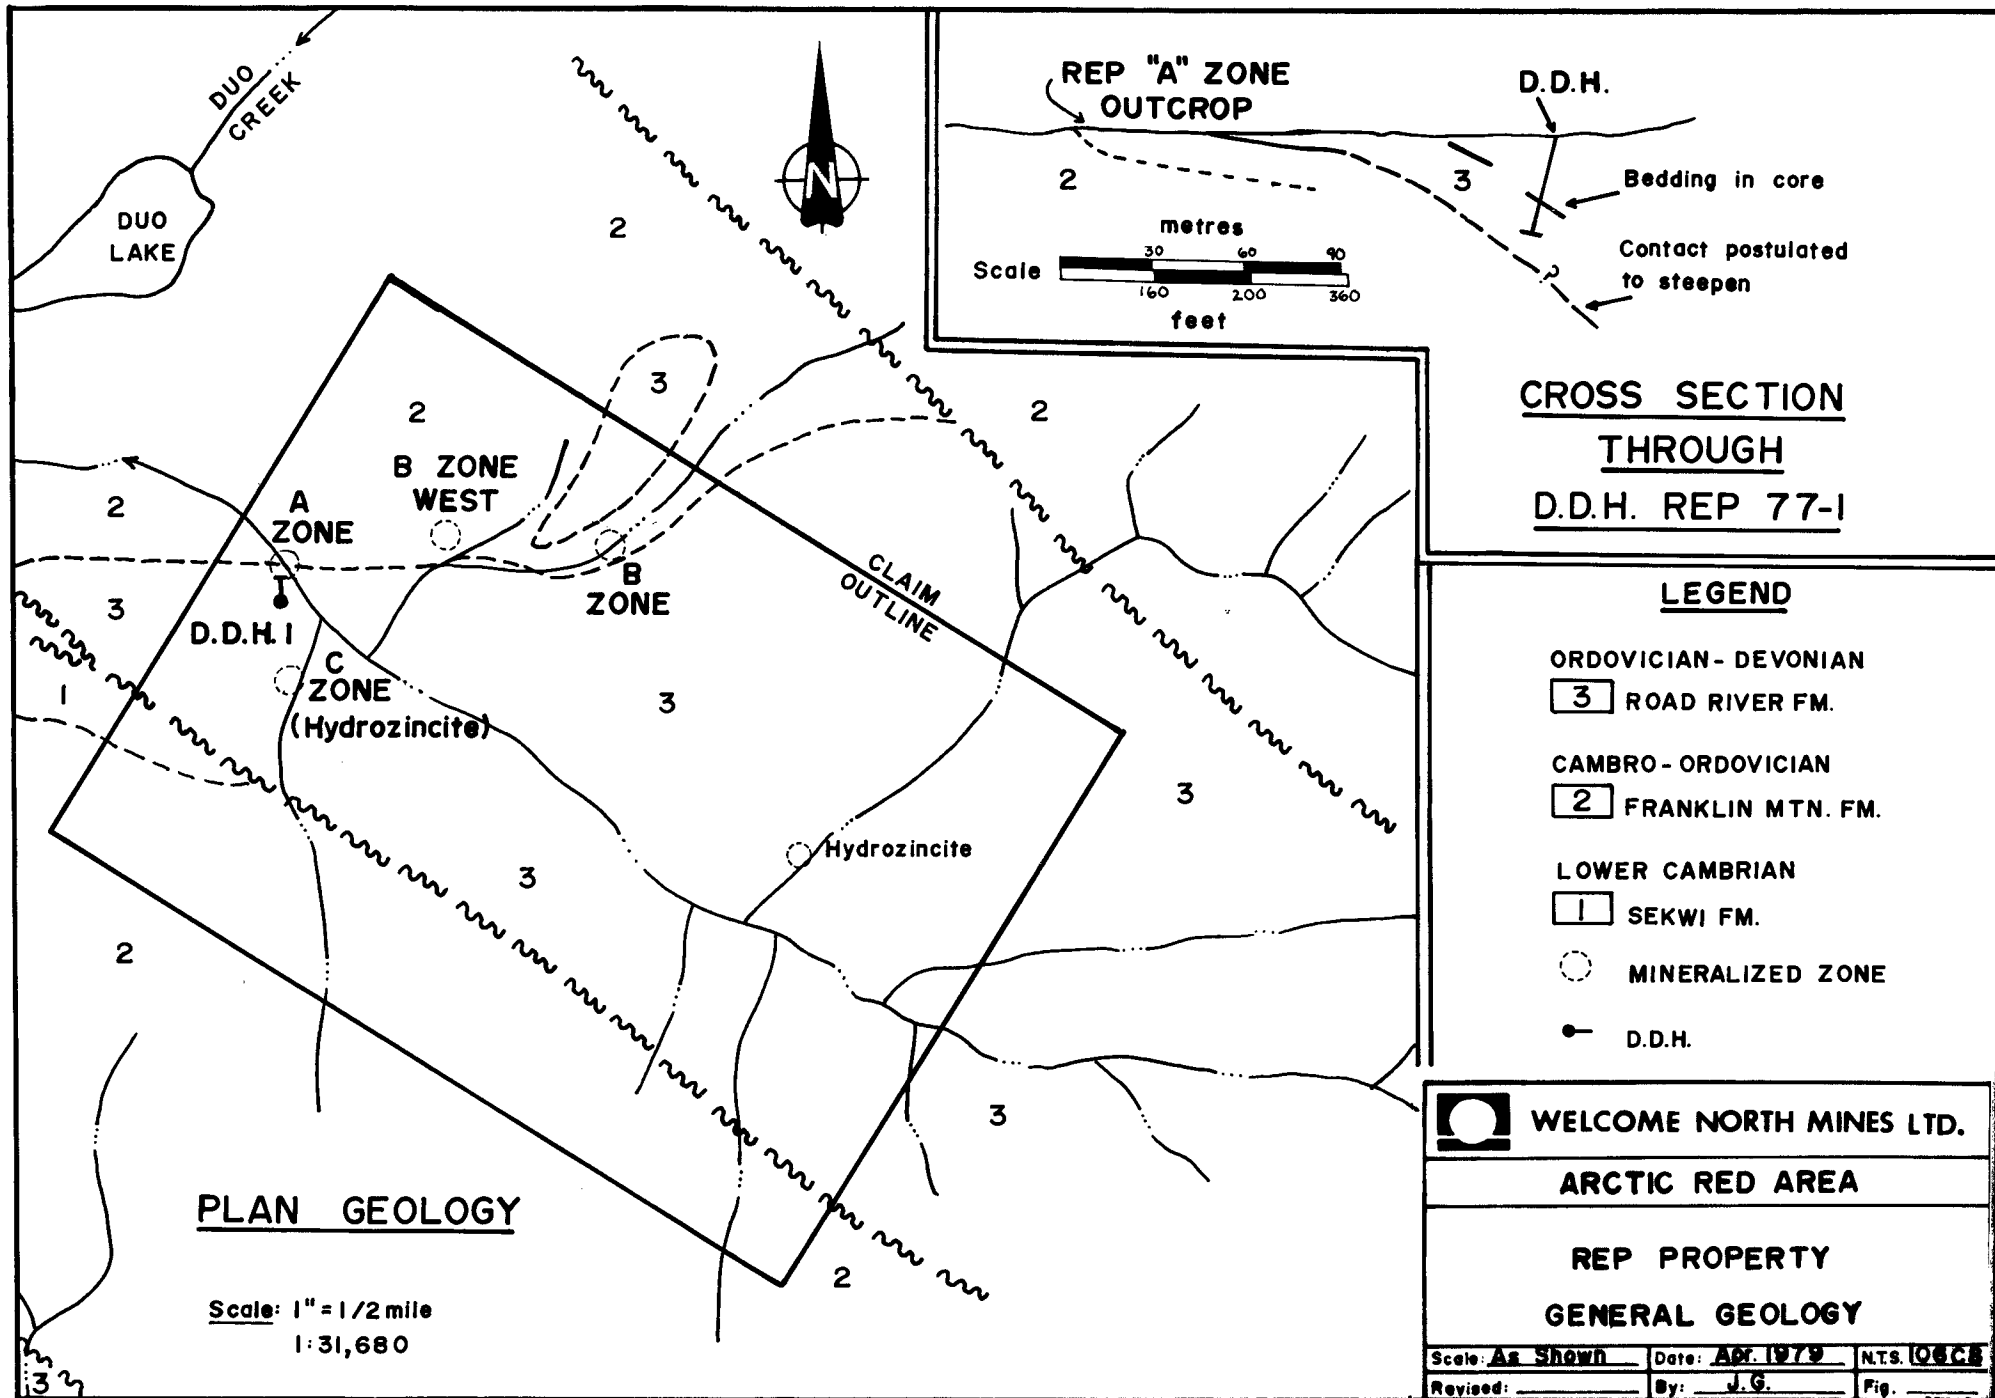 DUO
CREEK
DUO
LAKE
N
2
3
2
2
B ZONE
WEST
2
A
ZONE
B
ZONE
CLAIM
OUTLINE
3
D.D.H. 1
1
C
ZONE
(Hydrozincite)
3
3
Hydrozincite
3
2
3
2
3
PLAN GEOLOGY
Scale: 1" = 1/2 mile
1:31,680
REP "A" ZONE
OUTCROP
D.D.H.
2
3
Bedding in core
metres
30 60 90
Scale
160 200 360
feet
Contact postulated
to steepen
?
CROSS SECTION
THROUGH
D.D.H. REP 77-1
LEGEND
ORDOVICIAN - DEVONIAN
3 ROAD RIVER FM.
CAMBRO - ORDOVICIAN
2 FRANKLIN MTN. FM.
LOWER CAMBRIAN
1 SEKWI FM.
MINERALIZED ZONE
D.D.H.
WELCOME NORTH MINES LTD.
ARCTIC RED AREA
REP PROPERTY
GENERAL GEOLOGY
Scale: As Shown Date: Apr. 1979 N.T.S.
Revised: By: J.G. Fig.